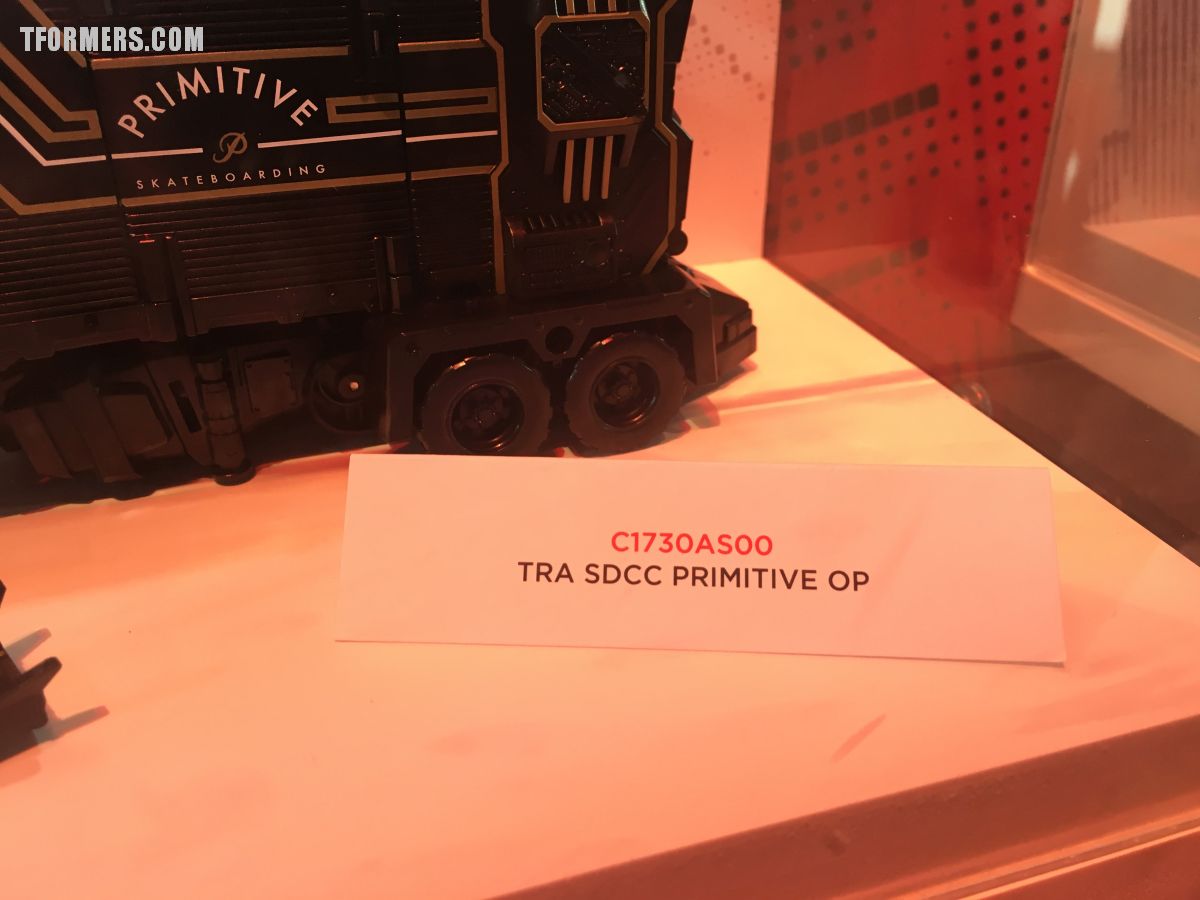 TFORMERS.COM
PRIMITIVE
P
SKATEBOARDING
C1730AS00
TRA SDCC PRIMITIVE OP